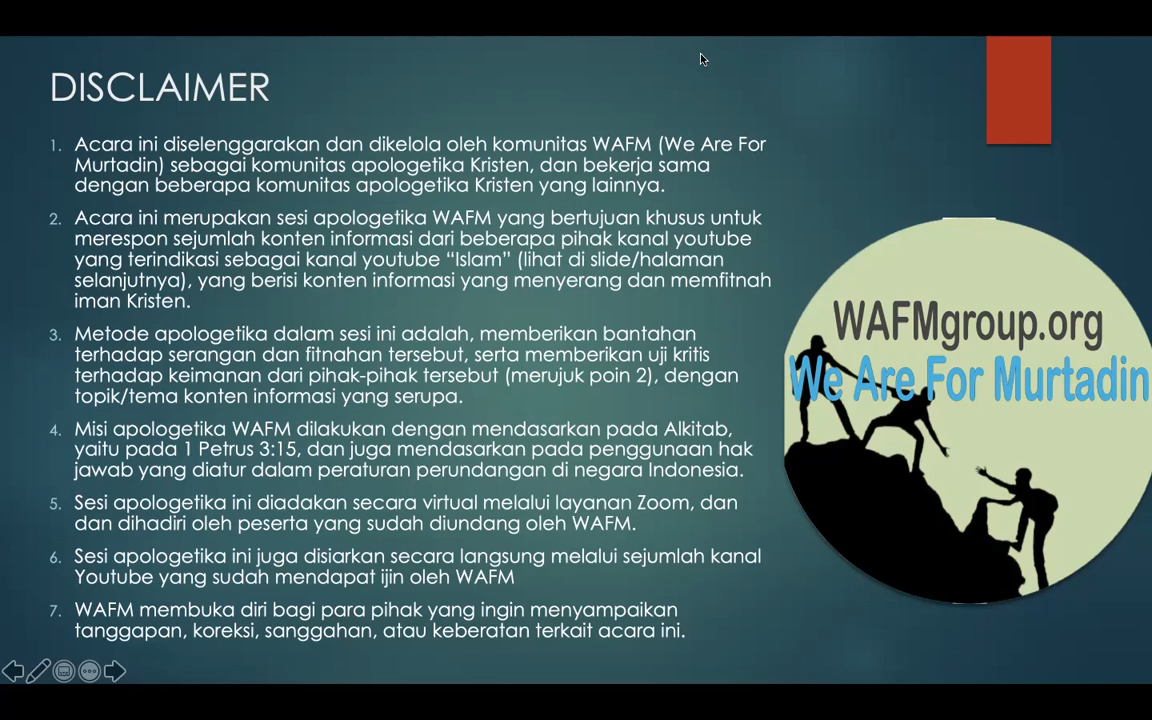 DISCLAIMER
1. Acara ini diselenggarakan dan dikelola oleh komunitas WAFM (We Are For
Murtadin) sebagai komunitas apologetika Kristen, dan bekerja sama
dengan beberapa komunitas apologetika Kristen yang lainnya.
2. Acara ini merupakan sesi apologetika WAFM yang bertujuan khusus untuk
merespon sejumlah konten informasi dari beberapa pihak kanal youtube
yang terindikasi sebagai kanal youtube “Islam” (lihat di slide/halaman
selanjutnya), yang berisi konten informasi yang menyerang dan memfitnah
iman Kristen.
3. Metode apologetika dalam sesi ini adalah, memberikan bantahan
terhadap serangan dan fitnahan tersebut, serta memberikan uji kritis
terhadap keimanan dari pihak-pihak tersebut (merujuk poin 2), dengan
topik/tema konten informasi yang serupa.
4. Misi apologetika WAFM dilakukan dengan mendasarkan pada Alkitab,
yaitu pada 1 Petrus 3:15, dan juga mendasarkan pada penggunaan hak
jawab yang diatur dalam peraturan perundangan di negara Indonesia.
5. Sesi apologetika ini diadakan secara virtual melalui layanan Zoom, dan
dan dihadiri oleh peserta yang sudah diundang oleh WAFM.
6. Sesi apologetika ini juga disiarkan secara langsung melalui sejumlah kanal
Youtube yang sudah mendapat ijin oleh WAFM
7. WAFM membuka diri bagi para pihak yang ingin menyampaikan
tanggapan, koreksi, sanggahan, atau keberatan terkait acara ini.
WAFMgroup.org
We Are For Murtadin